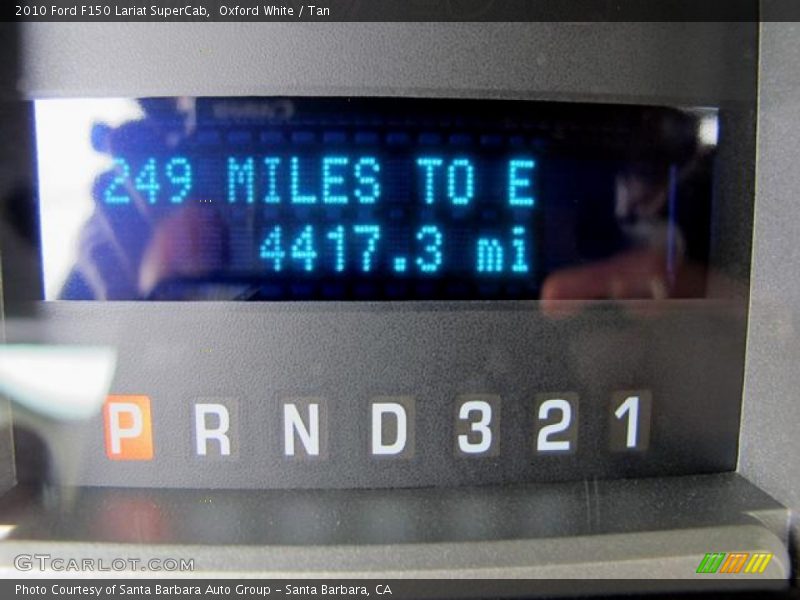 2010 Ford F150 Lariat SuperCab,  Oxford White / Tan
249 MILES TO E
4417.3 mi
P R N D 3 2 1
GTCARLOT.COM
Photo Courtesy of Santa Barbara Auto Group - Santa Barbara, CA